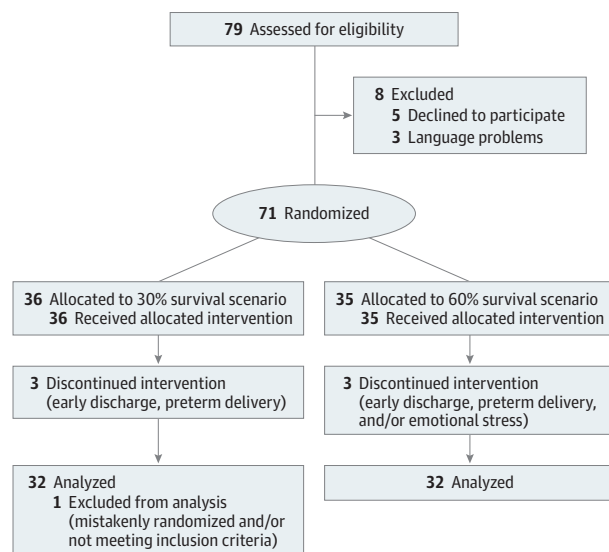 79 Assessed for eligibility
8 Excluded
5 Declined to participate
3 Language problems
71 Randomized
36 Allocated to 30% survival scenario
36 Received allocated intervention
35 Allocated to 60% survival scenario
35 Received allocated intervention
3 Discontinued intervention
(early discharge, preterm delivery)
3 Discontinued intervention
(early discharge, preterm delivery,
and/or emotional stress)
32 Analyzed
1 Excluded from analysis
(mistakenly randomized and/or
not meeting inclusion criteria)
32 Analyzed